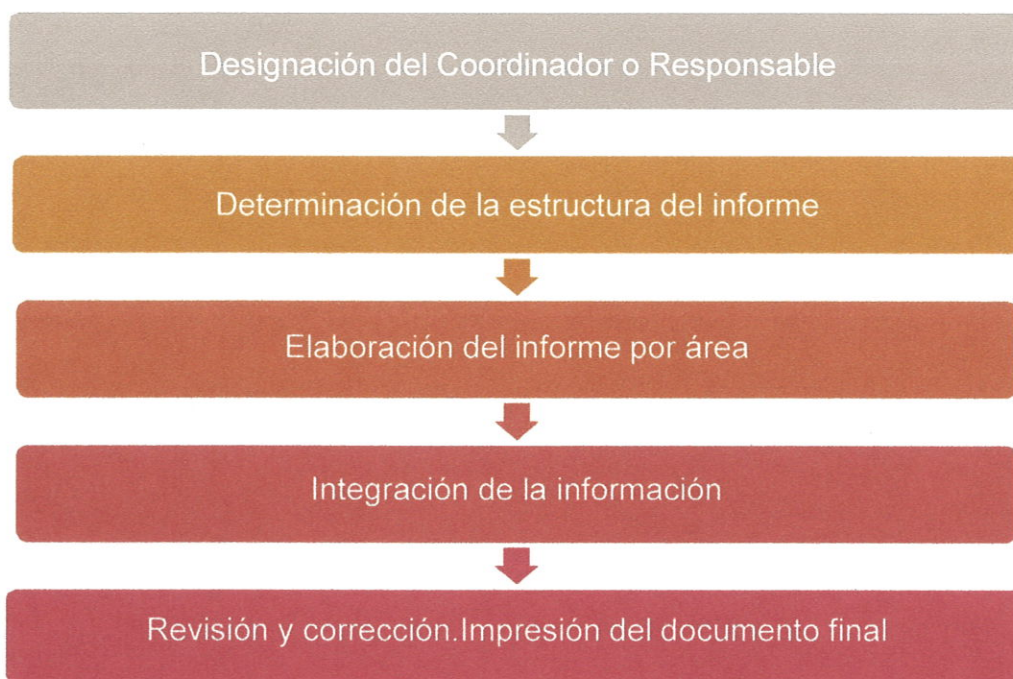 Designación del Coordinador o Responsable
Determinación de la estructura del informe
Elaboración del informe por área
Integración de la información
Revisión y corrección.Impresión del documento final